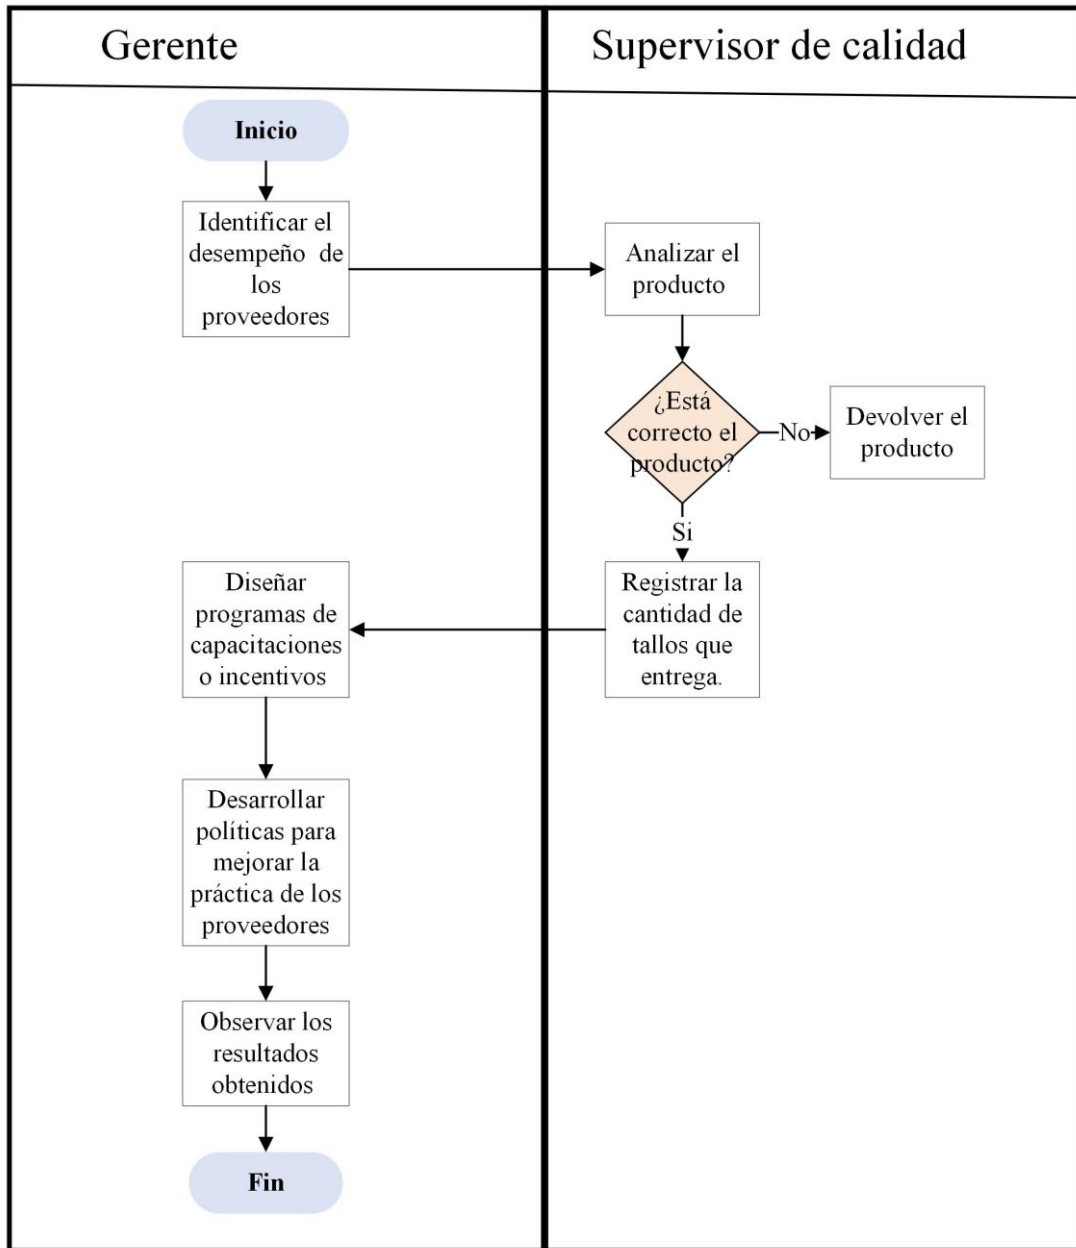 Gerente
Supervisor de calidad
Inicio
Identificar el
desempeño de
los
proveedores
Analizar el
producto
¿Está
correcto el
producto?
No
Devolver el
producto
Si
Registrar la
cantidad de
tallos que
entrega.
Diseñar
programas de
capacitaciones
o incentivos
Desarrollar
políticas para
mejorar la
práctica de los
proveedores
Observar los
resultados
obtenidos
Fin